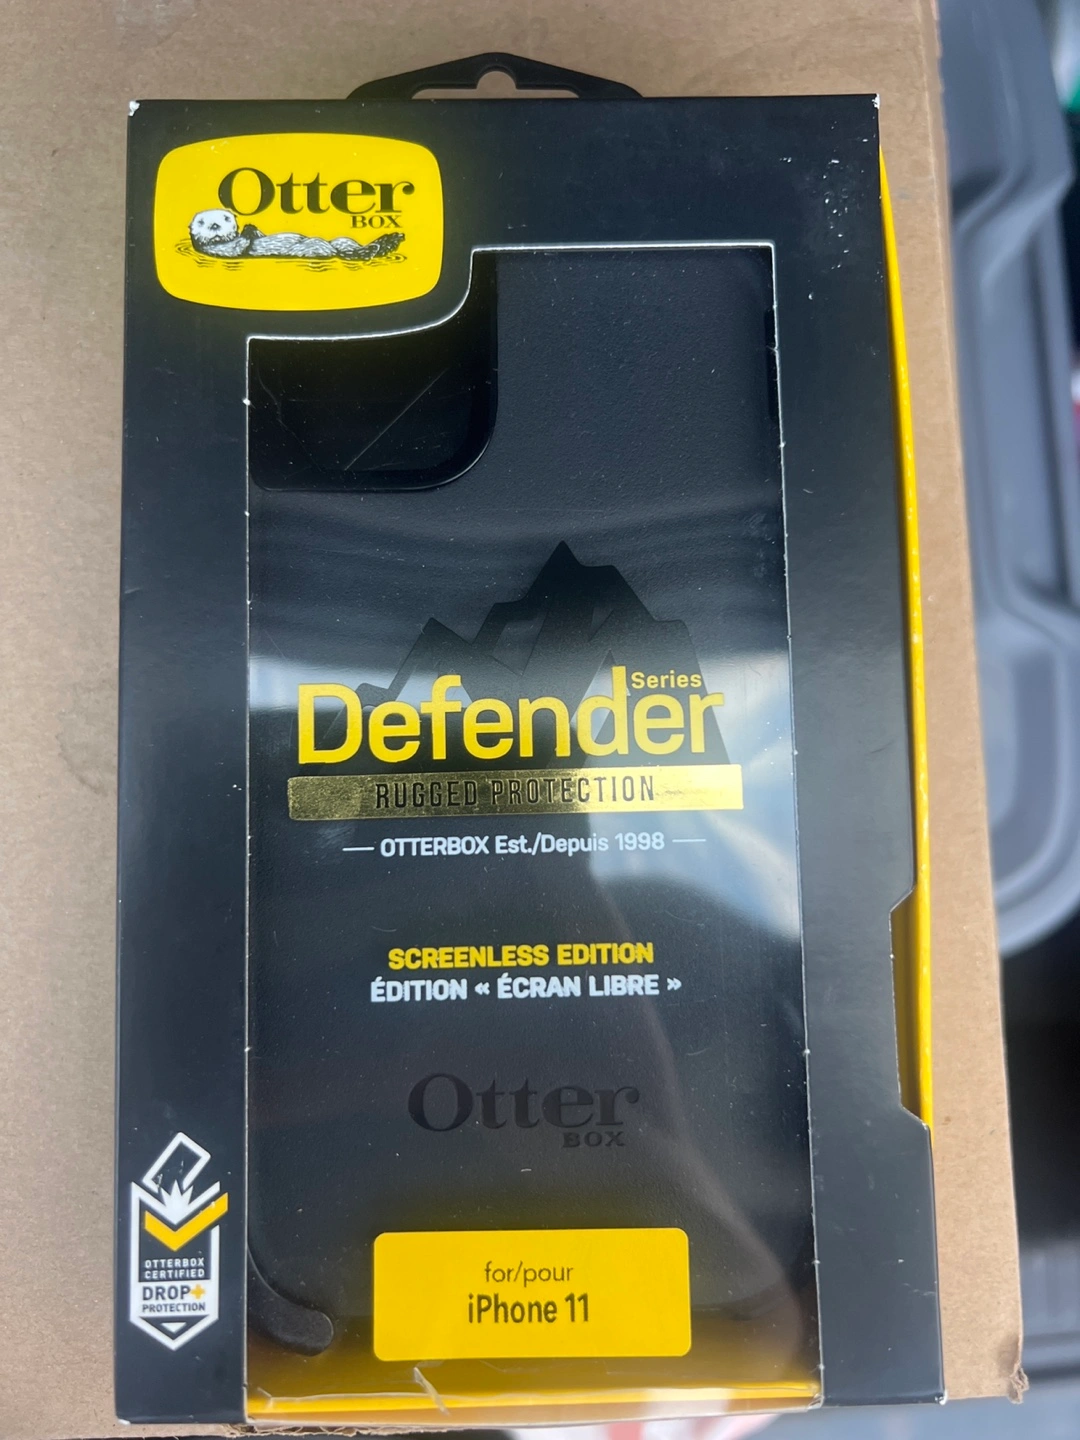 Otter
BOX
Series
Defender
RUGGED PROTECTION
OTTERBOX Est./Depuis 1998
SCREENLESS EDITION
ÉDITION « ÉCRAN LIBRE »
Otter
BOX
OTTERBOX
CERTIFIED
DROP+
PROTECTION
for/pour
iPhone 11